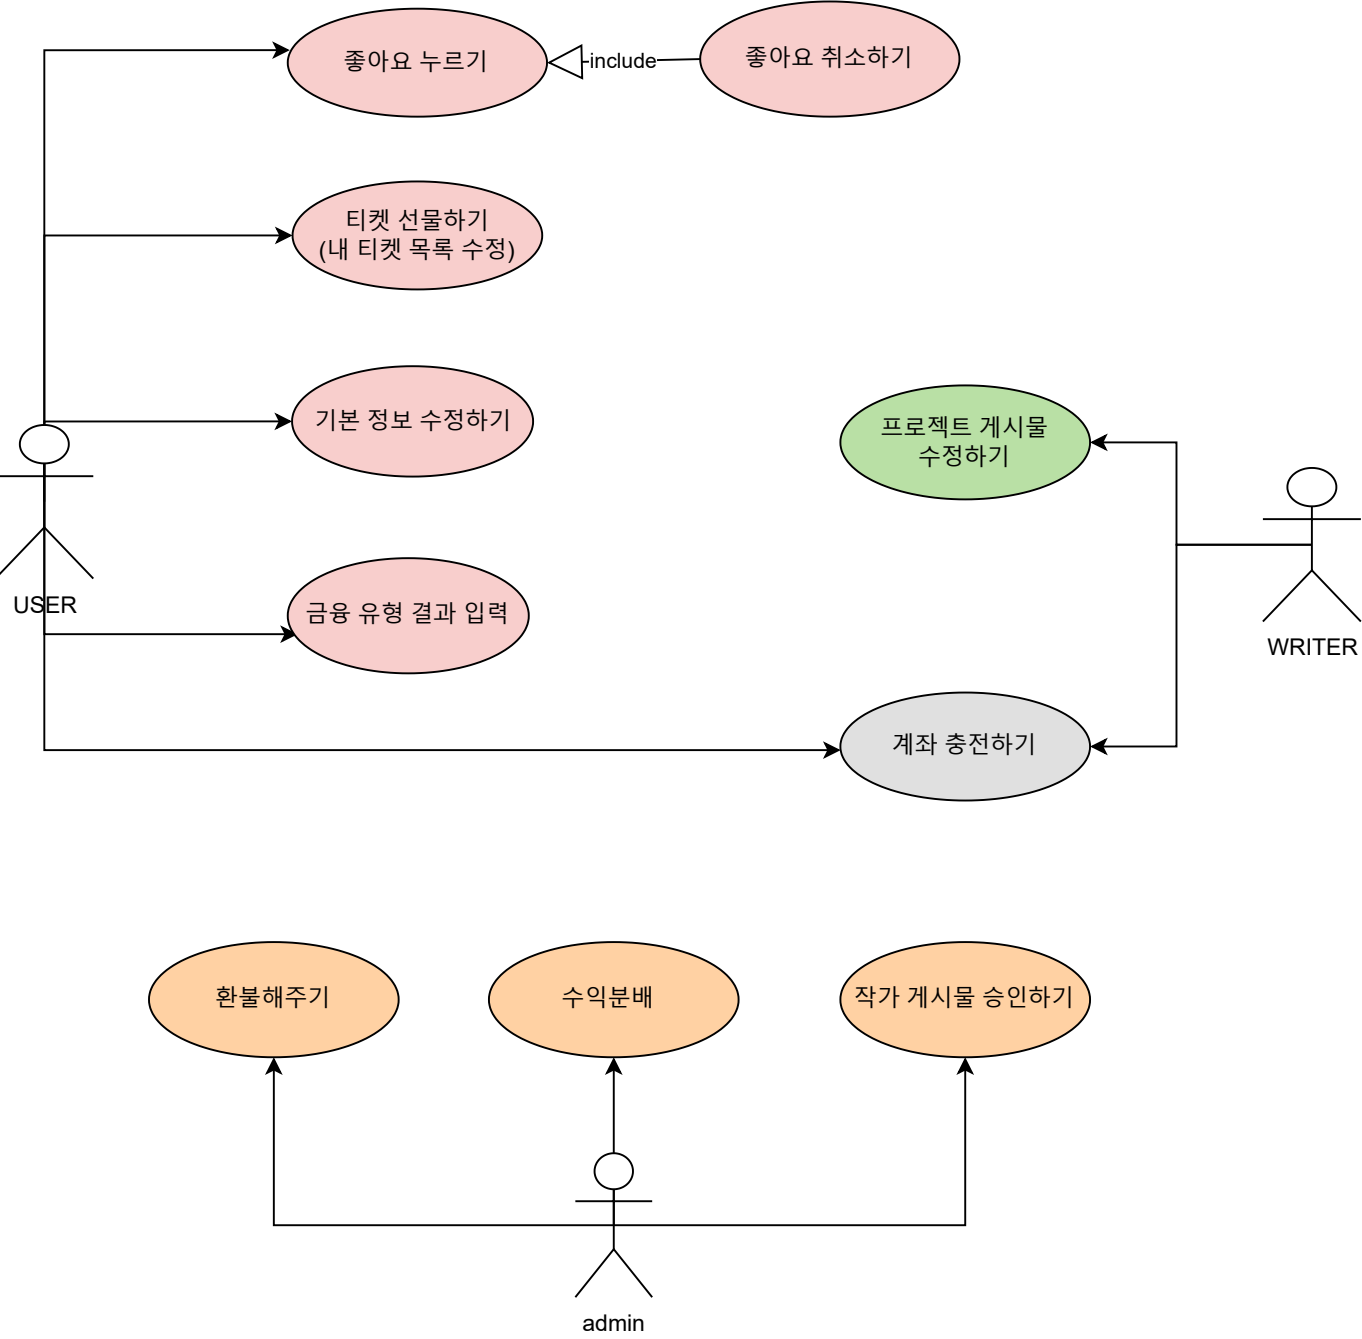 좋아요 누르기
include
좋아요 취소하기
티켓 선물하기
(내 티켓 목록 수정)
기본 정보 수정하기
프로젝트 게시물
수정하기
USER
금융 유형 결과 입력
WRITER
계좌 충전하기
환불해주기
수익분배
작가 게시물 승인하기
admin